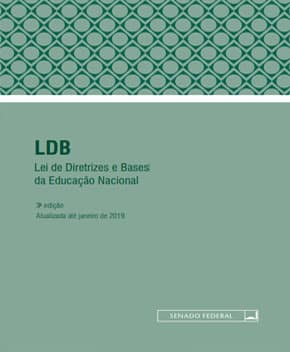 LDB
Lei de Diretrizes e Bases
da Educação Nacional
3ª edição
Atualizada até janeiro de 2019
SENADO FEDERAL